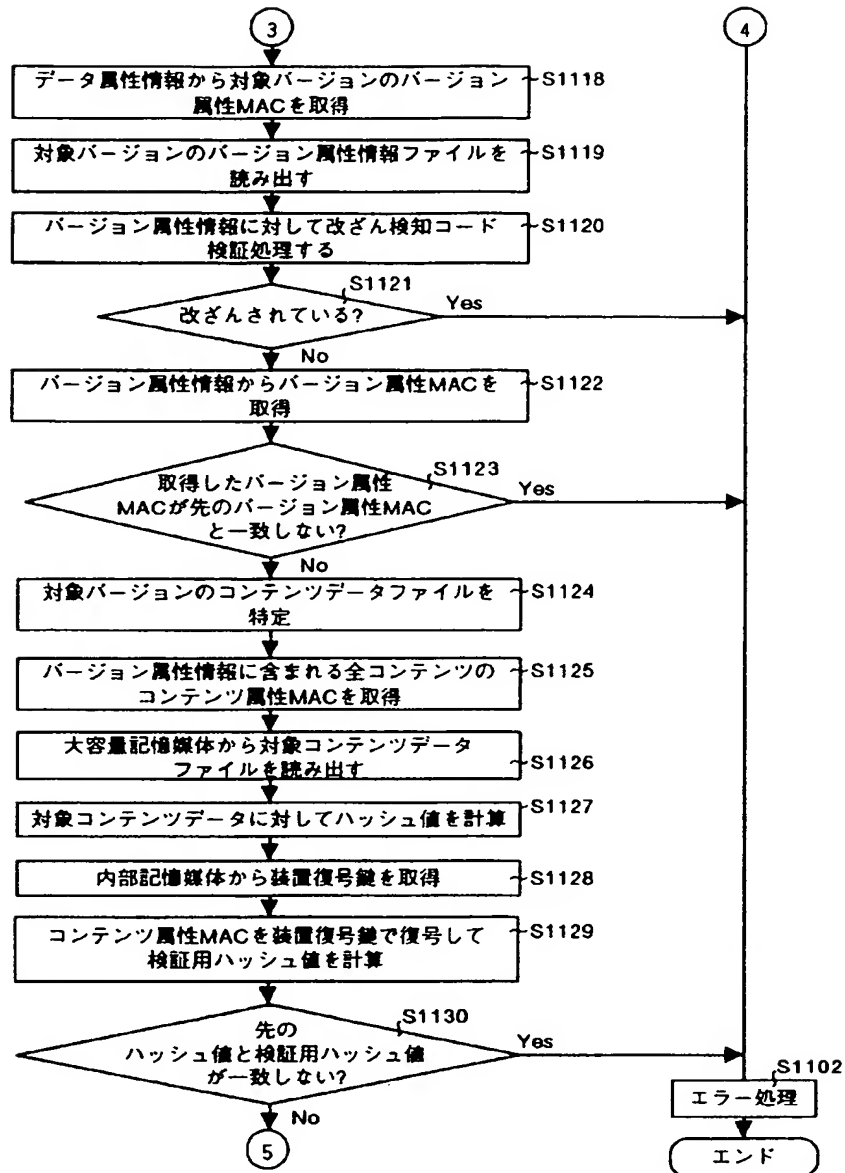 3
4
データ属性情報から対象バージョンのバージョン
属性MACを取得
~S1118
対象バージョンのバージョン属性情報ファイルを
読み出す
~S1119
バージョン属性情報に対して改ざん検知コード
検証処理する
~S1120
S1121
改ざんされている?
Yes
No
バージョン属性情報からバージョン属性MACを
取得
~S1122
S1123
取得したバージョン属性
MACが先のバージョン属性MAC
と一致しない?
Yes
No
対象バージョンのコンテンツデータファイルを
特定
~S1124
バージョン属性情報に含まれる全コンテンツの
コンテンツ属性MACを取得
~S1125
大容量記憶媒体から対象コンテンツデータ
ファイルを読み出す
~S1126
対象コンテンツデータに対してハッシュ値を計算
~S1127
内部記憶媒体から装置復号鍵を取得
~S1128
コンテンツ属性MACを装置復号鍵で復号して
検証用ハッシュ値を計算
~S1129
S1130
先の
ハッシュ値と検証用ハッシュ値
が一致しない?
Yes
No
5
S1102
エラー処理
エンド